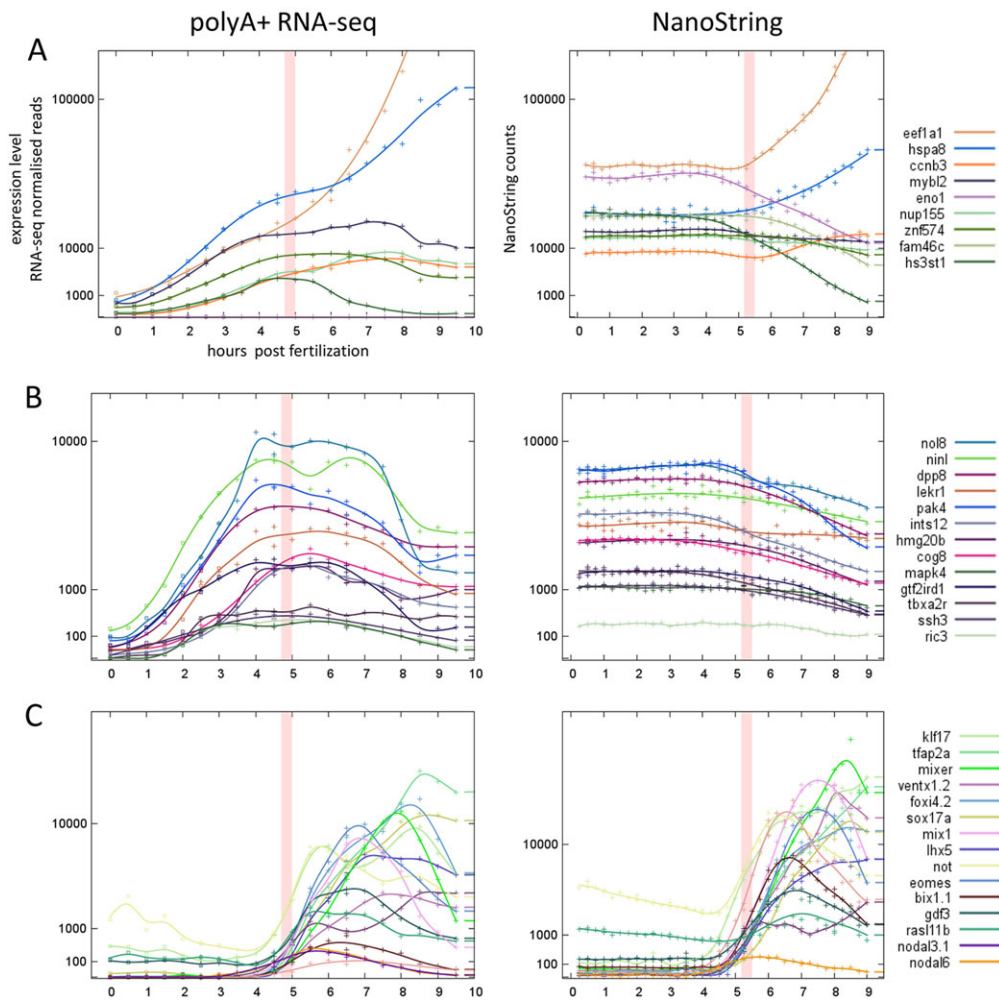 polyA+ RNA-seq
NanoString
A
expression level
RNA-seq normalised reads
100000
10000
1000
0 1 2 3 4 5 6 7 8 9 10
hours post fertilization
NanoString counts
100000
10000
1000
0 1 2 3 4 5 6 7 8 9
eef1a1
hspa8
ccnb3
mybl2
eno1
nup155
znf574
fam46c
hs3st1
B
10000
1000
100
0 1 2 3 4 5 6 7 8 9 10
10000
1000
100
0 1 2 3 4 5 6 7 8 9
nol8
ninl
dpp8
lekr1
pak4
ints12
hmg20b
cog8
mapk4
gtf2ird1
tbxa2r
ssh3
ric3
C
10000
1000
100
0 1 2 3 4 5 6 7 8 9 10
10000
1000
100
0 1 2 3 4 5 6 7 8 9
klf17
tfap2a
mixer
ventx1.2
foxi4.2
sox17a
mix1
lhx5
not
eomes
bix1.1
gdf3
rasl11b
nodal3.1
nodal6